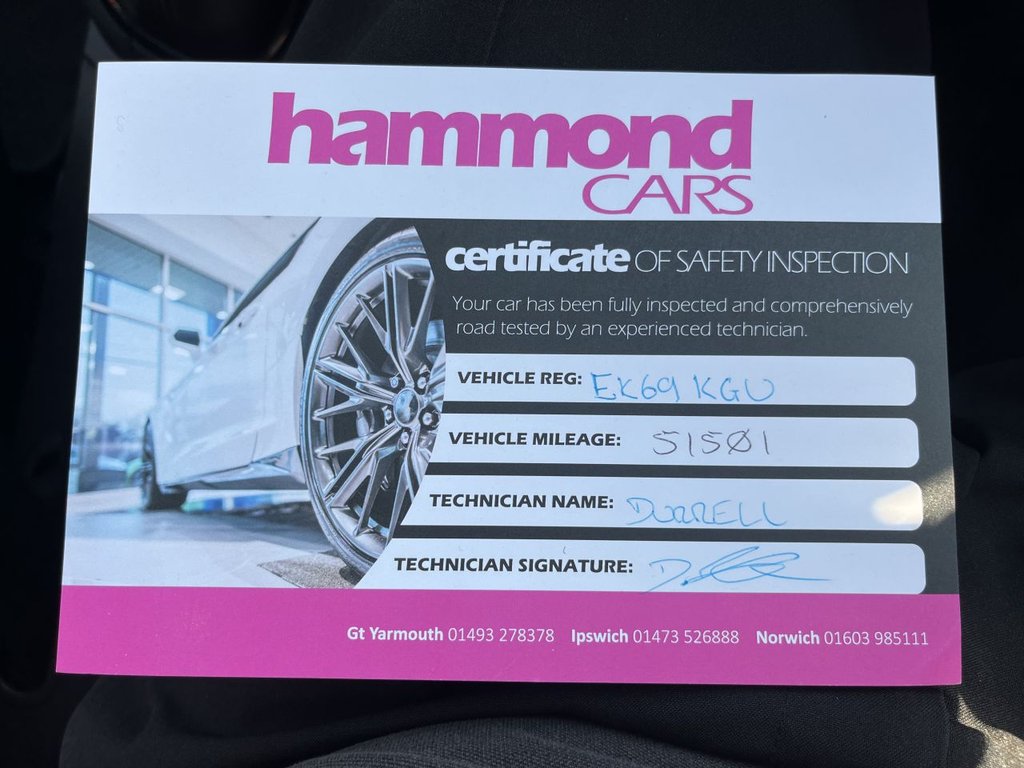 hammond
CARS
certificate OF SAFETY INSPECTION
Your car has been fully inspected and comprehensively
road tested by an experienced technician.
VEHICLE REG: EK69 KGU
VEHICLE MILEAGE: 51501
TECHNICIAN NAME: DURRELL
TECHNICIAN SIGNATURE:
Gt Yarmouth 01493 278378 Ipswich 01473 526888 Norwich 01603 985111